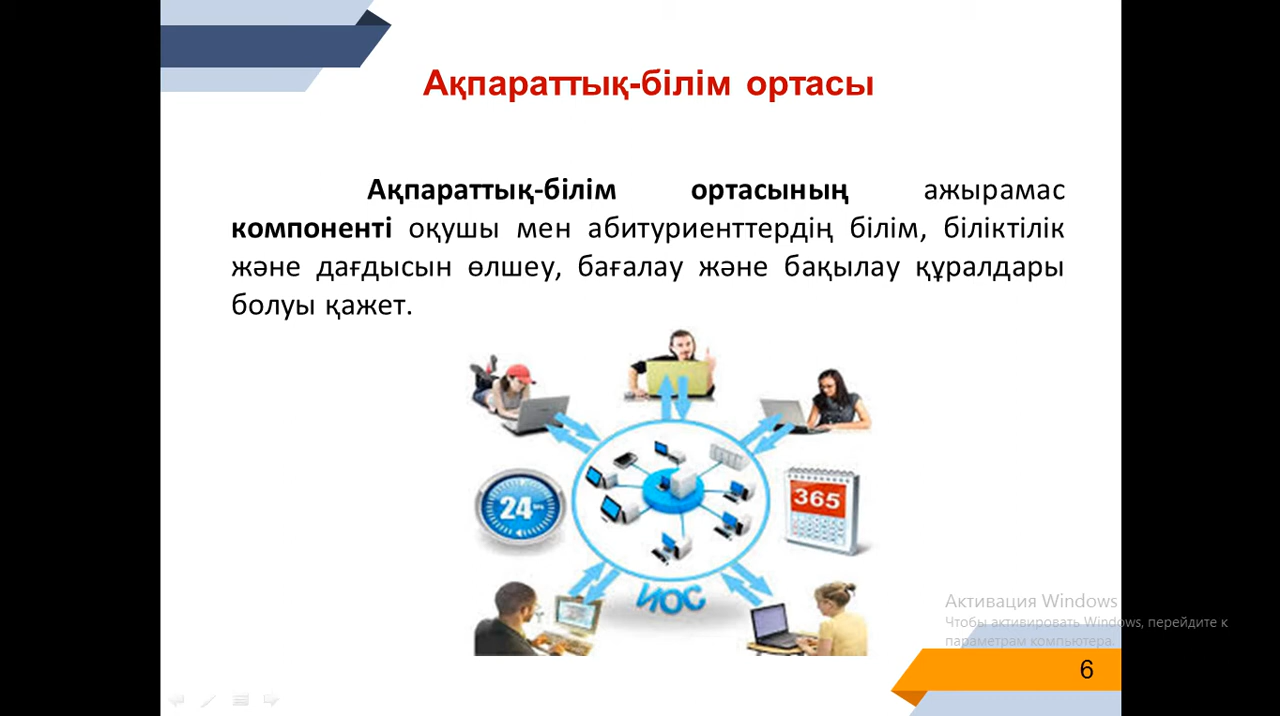 Ақпараттық-білім ортасы
Ақпараттық-білім ортасының ажырамас
компоненті оқушы мен абитуриенттердің білім, біліктілік
және дағдысын өлшеу, бағалау және бақылау құралдары
болуы қажет.
24
365
ИОС
Активация Windows
Чтобы активировать Windows, перейдите к
параметрам компьютера.
6